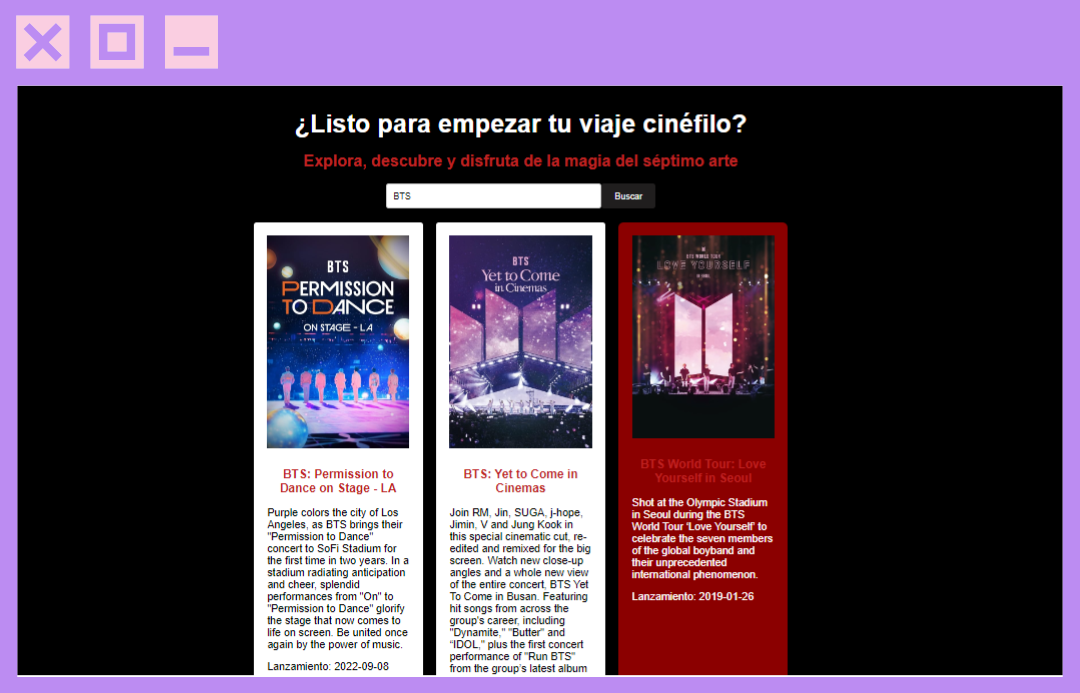 ¿Listo para empezar tu viaje cinéfilo?
Explora, descubre y disfruta de la magia del séptimo arte
BTS
Buscar
BTS
PERMISSION
TO DANCE
ON STAGE - LA
BTS: Permission to
Dance on Stage - LA
Purple colors the city of Los
Angeles, as BTS brings their
"Permission to Dance"
concert to SoFi Stadium for
the first time in two years. In a
stadium radiating anticipation
and cheer, splendid
performances from "On" to
"Permission to Dance" glorify
the stage that now comes to
life on screen. Be united once
again by the power of music.
Lanzamiento: 2022-09-08
BTS
Yet to Come
in Cinemas
BTS: Yet to Come in
Cinemas
Join RM, Jin, SUGA, j-hope,
Jimin, V and Jung Kook in
this special cinematic cut, re-
edited and remixed for the big
screen. Watch new close-up
angles and a whole new view
of the entire concert, BTS Yet
To Come in Busan. Featuring
hit songs from across the
group's career, including
"Dynamite," "Butter" and
"IDOL," plus the first concert
performance of "Run BTS"
from the group's latest album
BTS WORLD TOUR
LOVE YOURSELF
BTS World Tour: Love
Yourself in Seoul
Shot at the Olympic Stadium
in Seoul during the BTS
World Tour 'Love Yourself' to
celebrate the seven members
of the global boyband and
their unprecedented
international phenomenon.
Lanzamiento: 2019-01-26